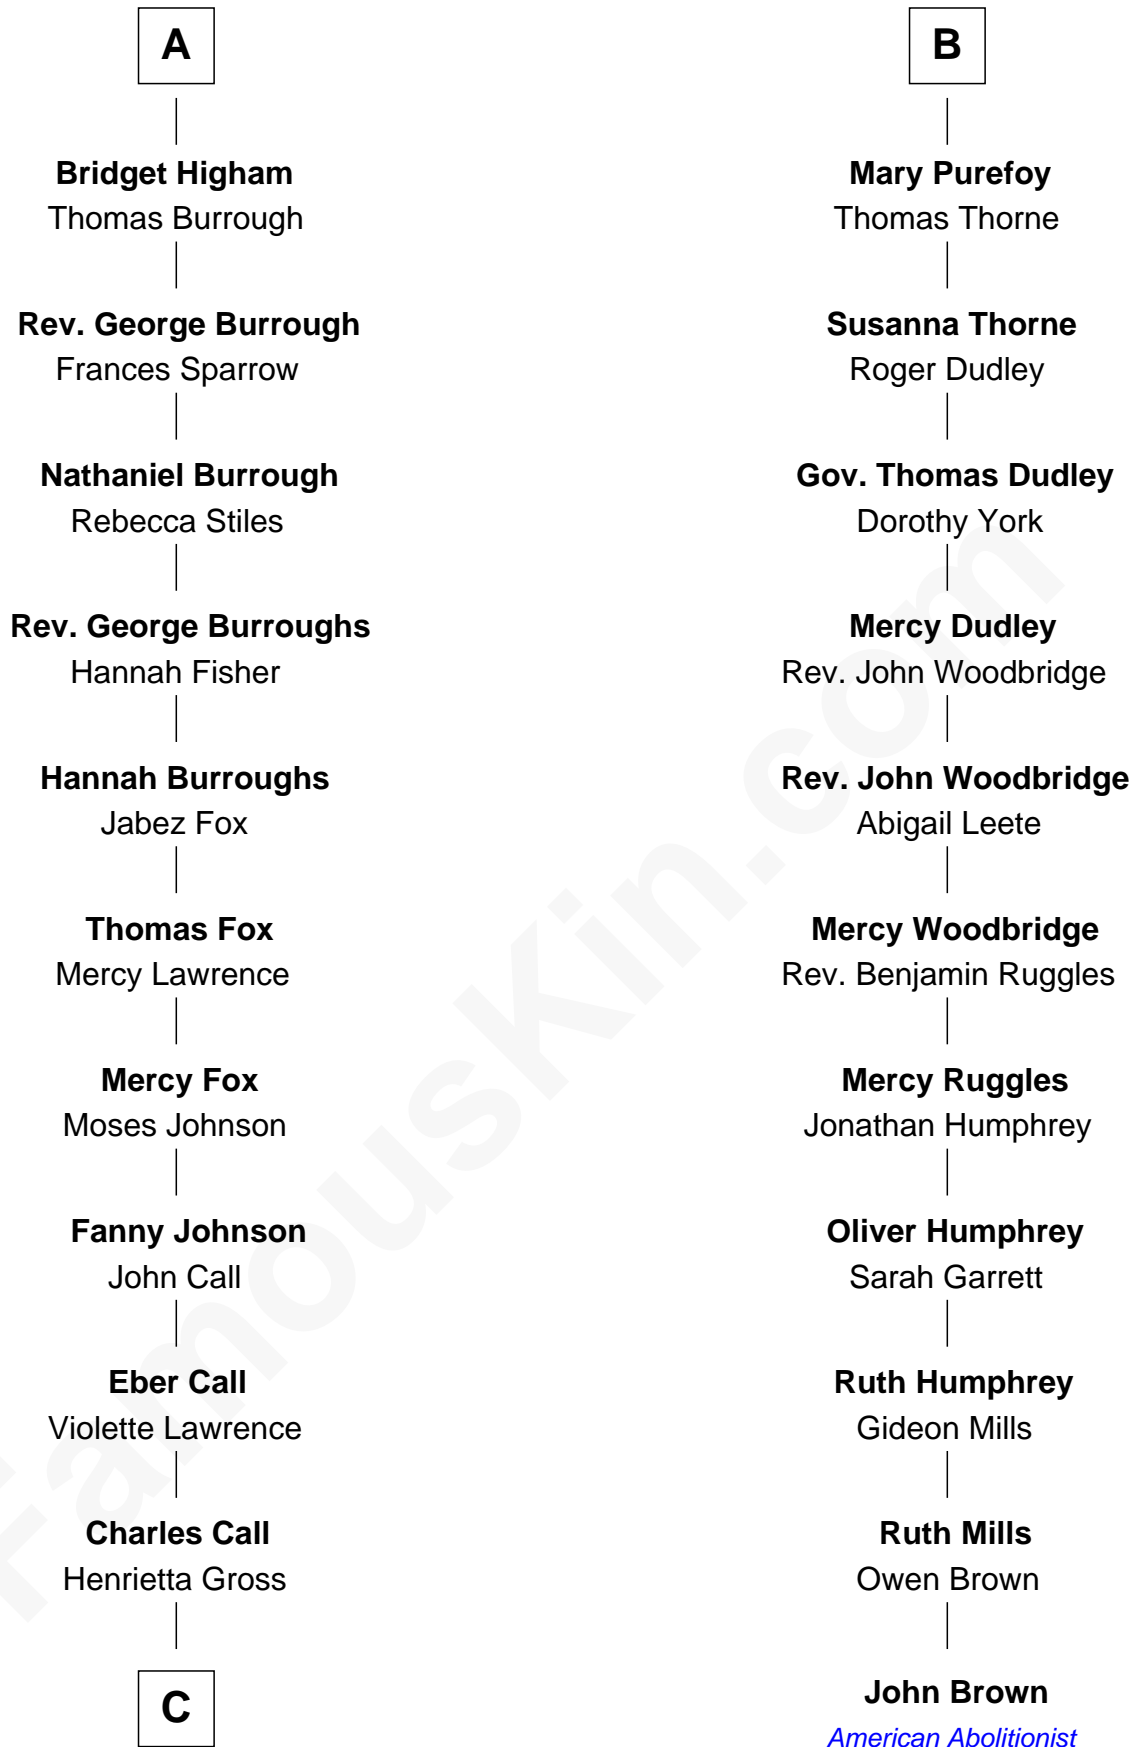 A
Bridget Higham
Thomas Burrough
Rev. George Burrough
Frances Sparrow
Nathaniel Burrough
Rebecca Stiles
Rev. George Burroughs
Hannah Fisher
Hannah Burroughs
Jabez Fox
Thomas Fox
Mercy Lawrence
Mercy Fox
Moses Johnson
Fanny Johnson
John Call
Eber Call
Violette Lawrence
Charles Call
Henrietta Gross
C
B
Mary Purefoy
Thomas Thorne
Susanna Thorne
Roger Dudley
Gov. Thomas Dudley
Dorothy York
Mercy Dudley
Rev. John Woodbridge
Rev. John Woodbridge
Abigail Leete
Mercy Woodbridge
Rev. Benjamin Ruggles
Mercy Ruggles
Jonathan Humphrey
Oliver Humphrey
Sarah Garrett
Ruth Humphrey
Gideon Mills
Ruth Mills
Owen Brown
John Brown
American Abolitionist
FamousKin.com